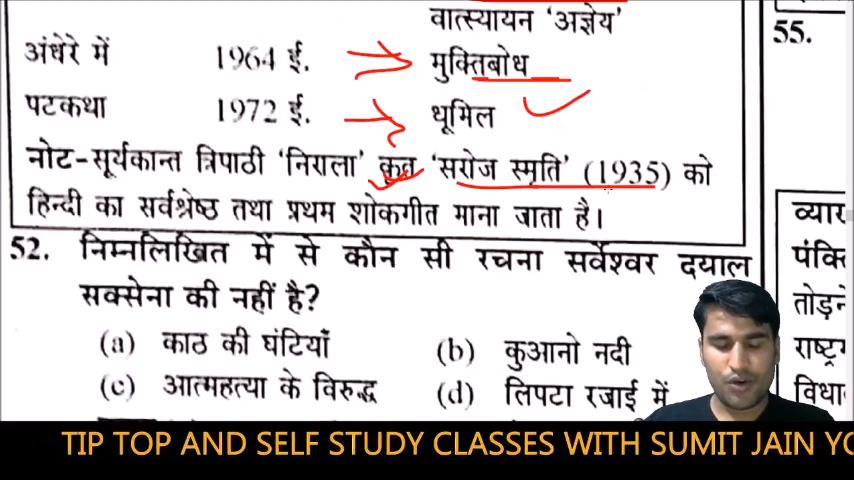 वात्स्यायन 'अज्ञेय'
अंधेरे में 1964 ई. मुक्तिबोध
पटकथा 1972 ई. धूमिल
नोट-सूर्यकान्त त्रिपाठी 'निराला' कृत 'सरोज स्मृति' (1935) को
हिन्दी का सर्वश्रेष्ठ तथा प्रथम शोकगीत माना जाता है।
52. निम्नलिखित में से कौन सी रचना सर्वेश्वर दयाल
सक्सेना की नहीं है?
(a) काठ की घंटियाँ (b) कुआनो नदी
(c) आत्महत्या के विरुद्ध (d) लिपटा रजाई में
55.
TIP TOP AND SELF STUDY CLASSES WITH SUMIT JAIN